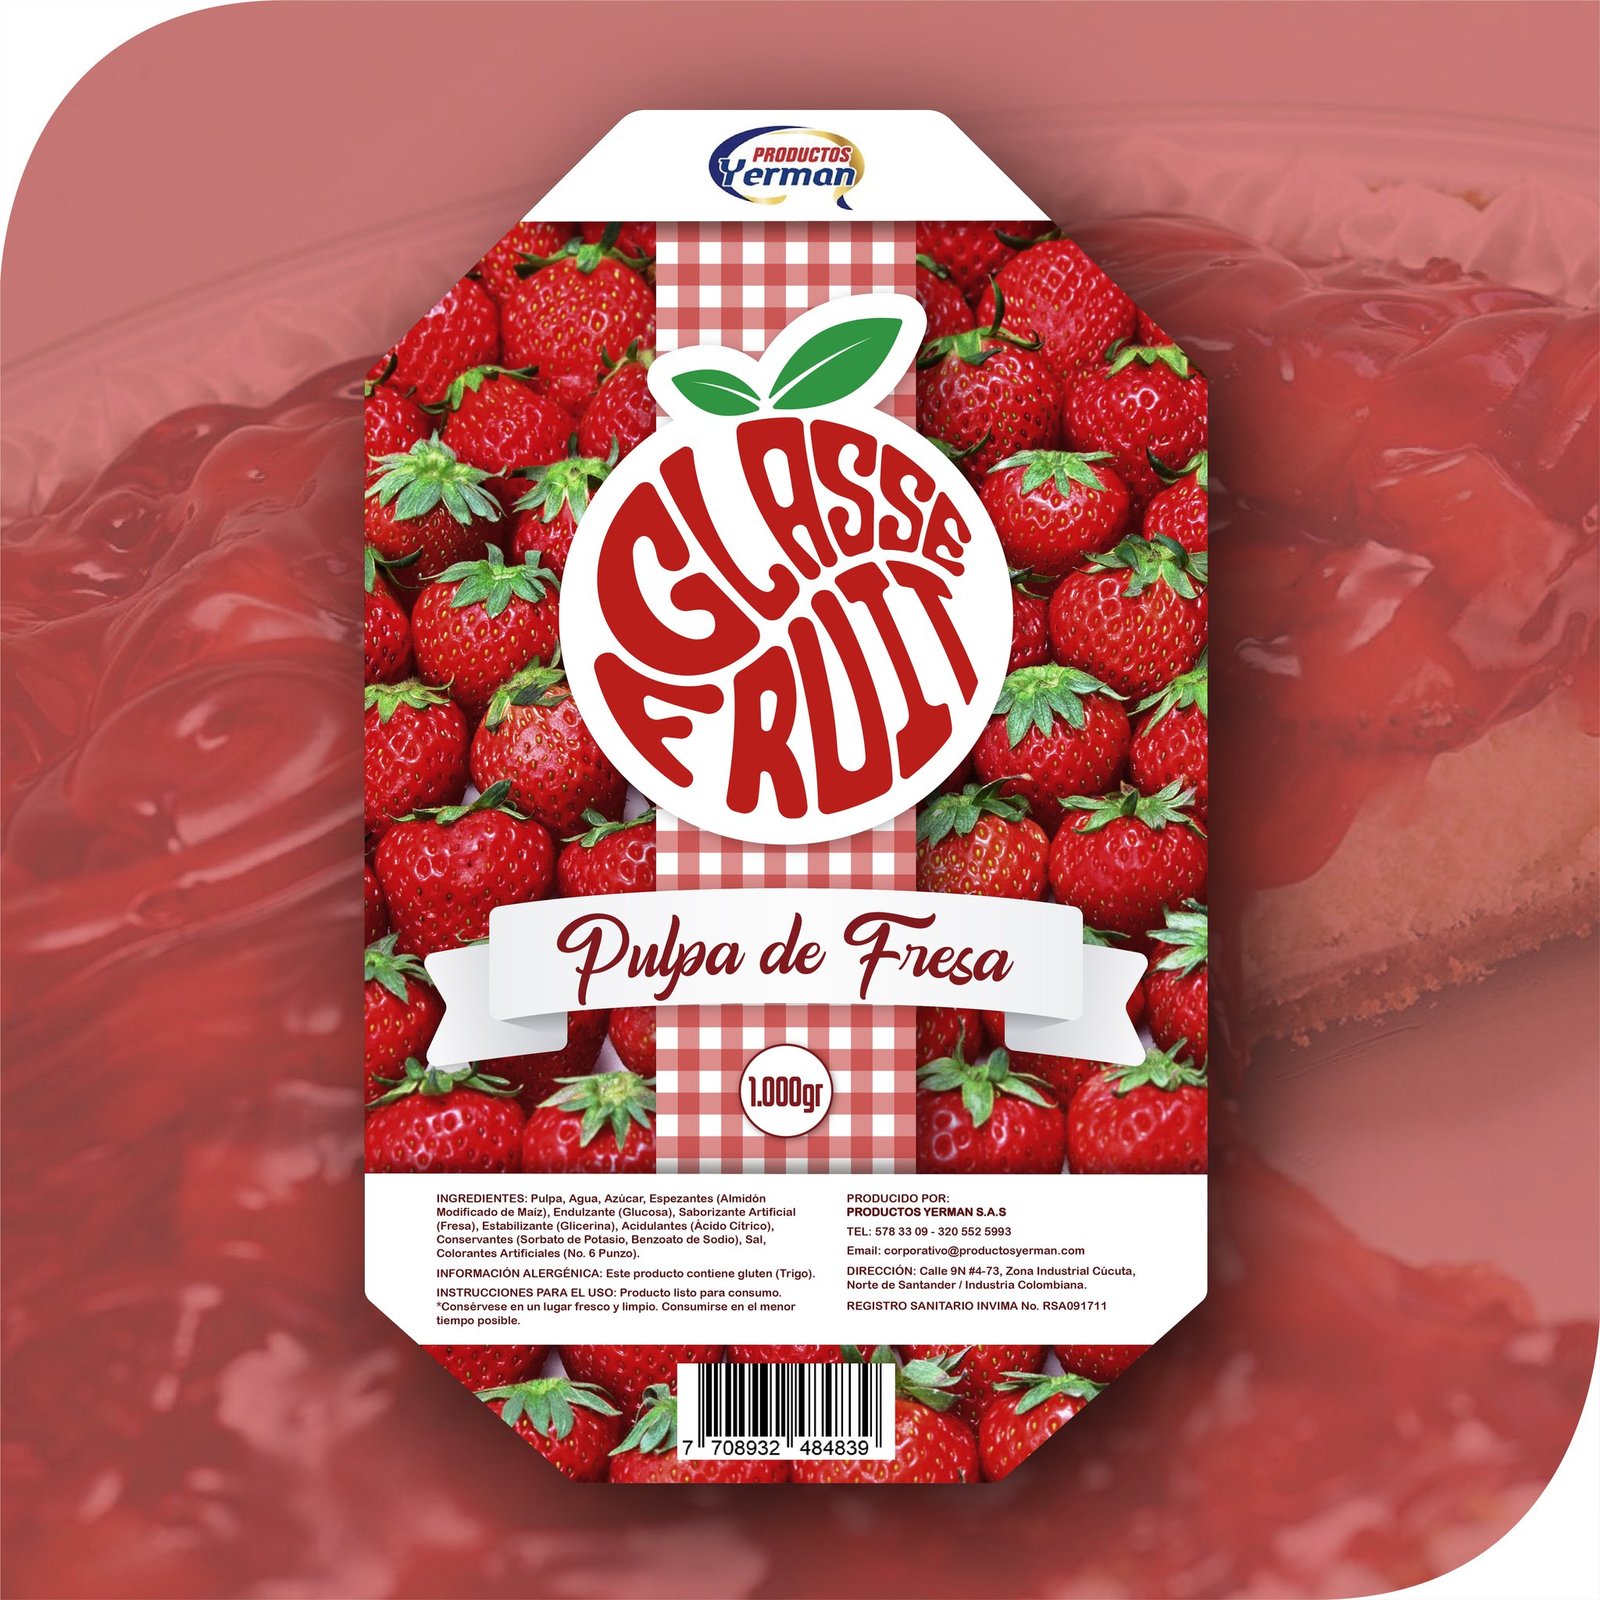 PRODUCTOS
Yerman
GLASSE
FRUIT
Pulpa de Fresa
1.000gr
INGREDIENTES: Pulpa, Agua, Azúcar, Espezantes (Almidón
Modificado de Maíz), Endulzante (Glucosa), Saborizante Artificial
(Fresa), Estabilizante (Glicerina), Acidulantes (Ácido Cítrico),
Conservantes (Sorbato de Potasio, Benzoato de Sodio), Sal,
Colorantes Artificiales (No. 6 Punzo).
INFORMACIÓN ALERGÉNICA: Este producto contiene gluten (Trigo).
INSTRUCCIONES PARA EL USO: Producto listo para consumo.
*Consérvese en un lugar fresco y limpio. Consumirse en el menor
tiempo posible.
PRODUCIDO POR:
PRODUCTOS YERMAN S.A.S
TEL: 578 33 09 - 320 552 5993
Email: corporativo@productosyerman.com
DIRECCIÓN: Calle 9N #4-73, Zona Industrial Cúcuta,
Norte de Santander / Industria Colombiana.
REGISTRO SANITARIO INVIMA No. RSA091711
7 708932 484839